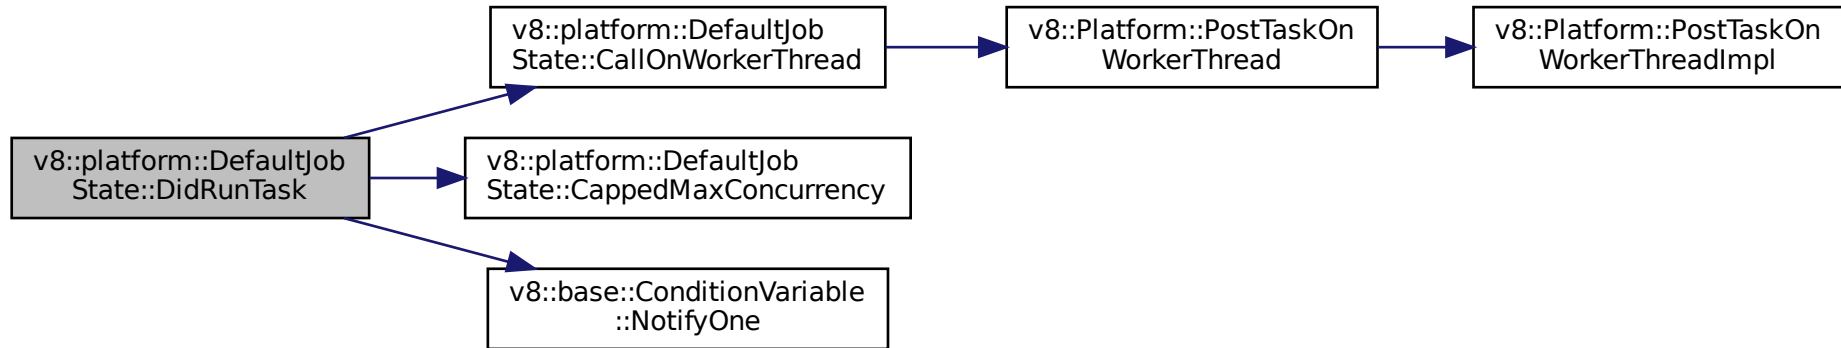 v8::platform::DefaultJob
State::DidRunTask
v8::platform::DefaultJob
State::CallOnWorkerThread
v8::Platform::PostTaskOn
WorkerThread
v8::Platform::PostTaskOn
WorkerThreadImpl
v8::platform::DefaultJob
State::CappedMaxConcurrency
v8::base::ConditionVariable
::NotifyOne